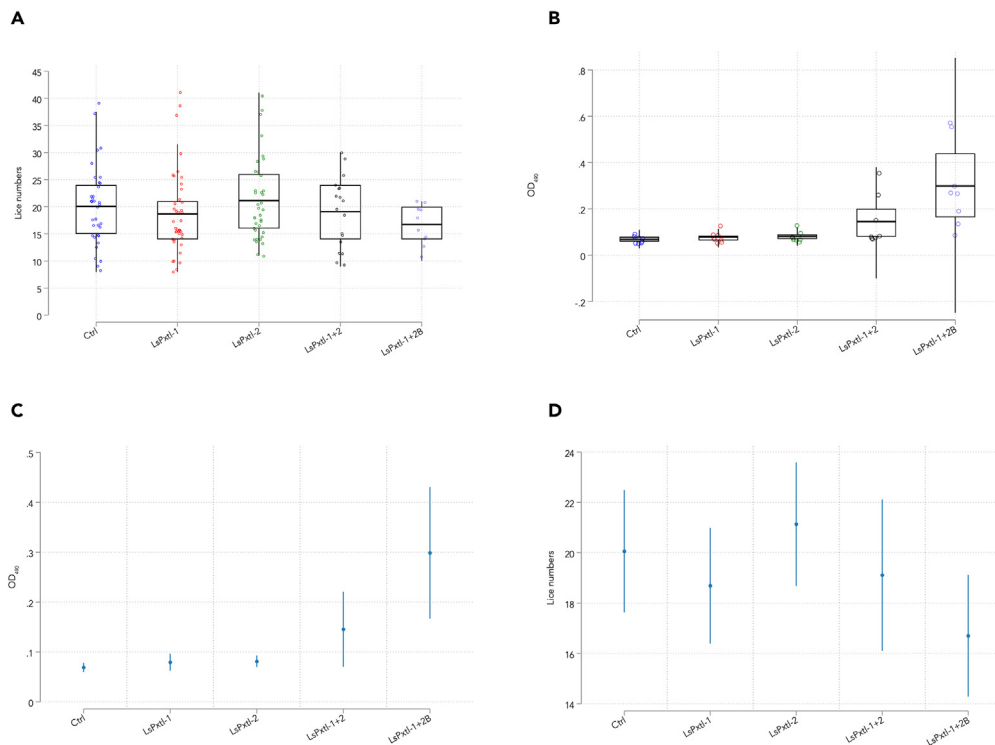 A
Lice numbers
45
40
35
30
25
20
15
10
5
0
Ctrl
LsPxtl-1
LsPxtl-2
LsPxtl-1+2
LsPxtl-1+2B
B
OD490
.8
.6
.4
.2
0
-.2
Ctrl
LsPxtl-1
LsPxtl-2
LsPxtl-1+2
LsPxtl-1+2B
C
OD490
.5
.4
.3
.2
.1
0
Ctrl
LsPxtl-1
LsPxtl-2
LsPxtl-1+2
LsPxtl-1+2B
D
Lice numbers
24
22
20
18
16
14
Ctrl
LsPxtl-1
LsPxtl-2
LsPxtl-1+2
LsPxtl-1+2B